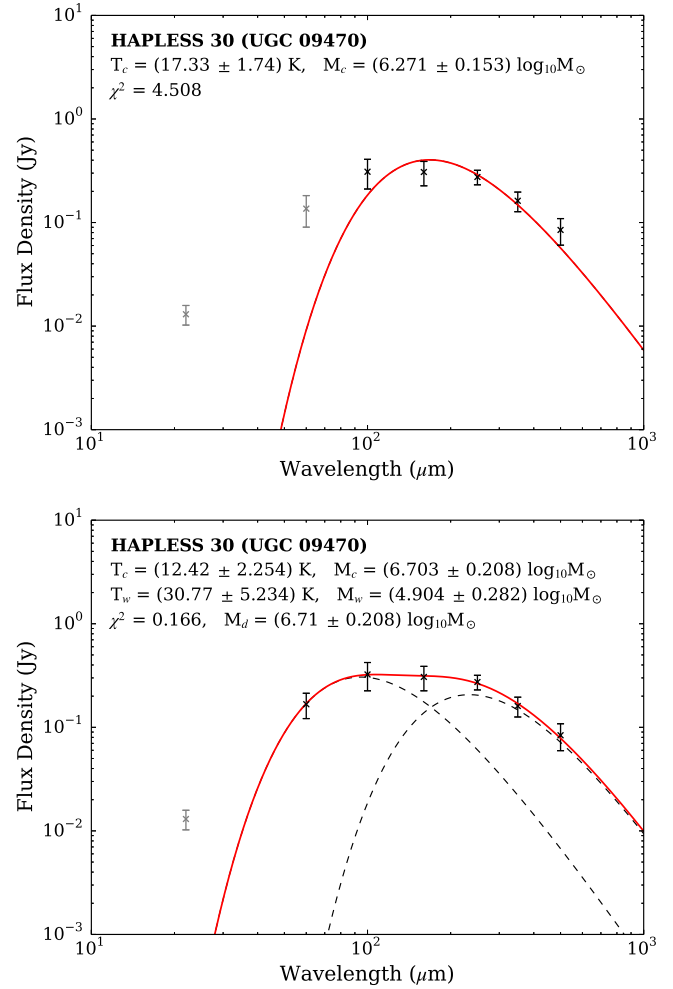 10¹
HAPLESS 30 (UGC 09470)
T_c = (17.33 ± 1.74) K, M_c = (6.271 ± 0.153) log₁₀M☉
χ² = 4.508
10⁰
10⁻¹
10⁻²
10⁻³
Flux Density (Jy)
10¹ 10² 10³
Wavelength (μm)
10¹
HAPLESS 30 (UGC 09470)
T_c = (12.42 ± 2.254) K, M_c = (6.703 ± 0.208) log₁₀M☉
T_w = (30.77 ± 5.234) K, M_w = (4.904 ± 0.282) log₁₀M☉
χ² = 0.166, M_d = (6.71 ± 0.208) log₁₀M☉
10⁰
10⁻¹
10⁻²
10⁻³
Flux Density (Jy)
10¹ 10² 10³
Wavelength (μm)